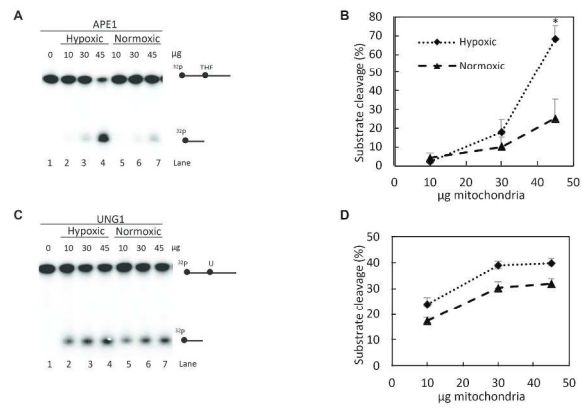 A
APE1
Hypoxic Normoxic
0 10 30 45 10 30 45 µg
32P THF
32P
1 2 3 4 5 6 7 Lane
B
Substrate cleavage (%)
80
70
60
50
40
30
20
10
0
*
Hypoxic
Normoxic
0 10 20 30 40 50
µg mitochondria
C
UNG1
Hypoxic Normoxic
0 10 30 45 10 30 45 µg
32P U
32P
1 2 3 4 5 6 7 Lane
D
Substrate cleavage (%)
50
40
30
20
10
0
0 10 20 30 40 50
µg mitochondria